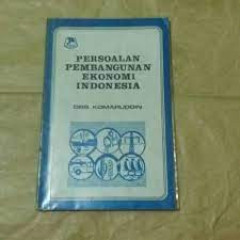 PERSOALAN
PEMBANGUNAN
EKONOMI
INDONESIA
DRS. KOMARUDDIN